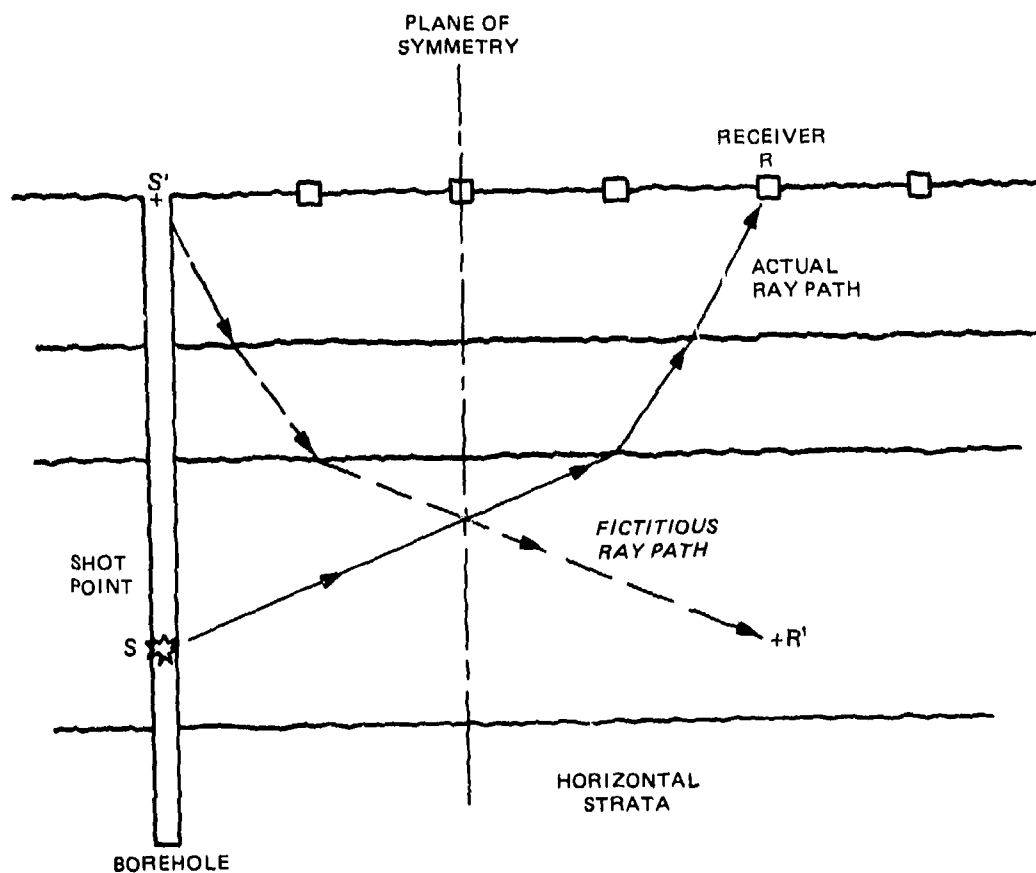 PLANE OF
SYMMETRY
RECEIVER
R
S'
ACTUAL
RAY PATH
FICTITIOUS
RAY PATH
SHOT
POINT
S
+R'
HORIZONTAL
STRATA
BOREHOLE